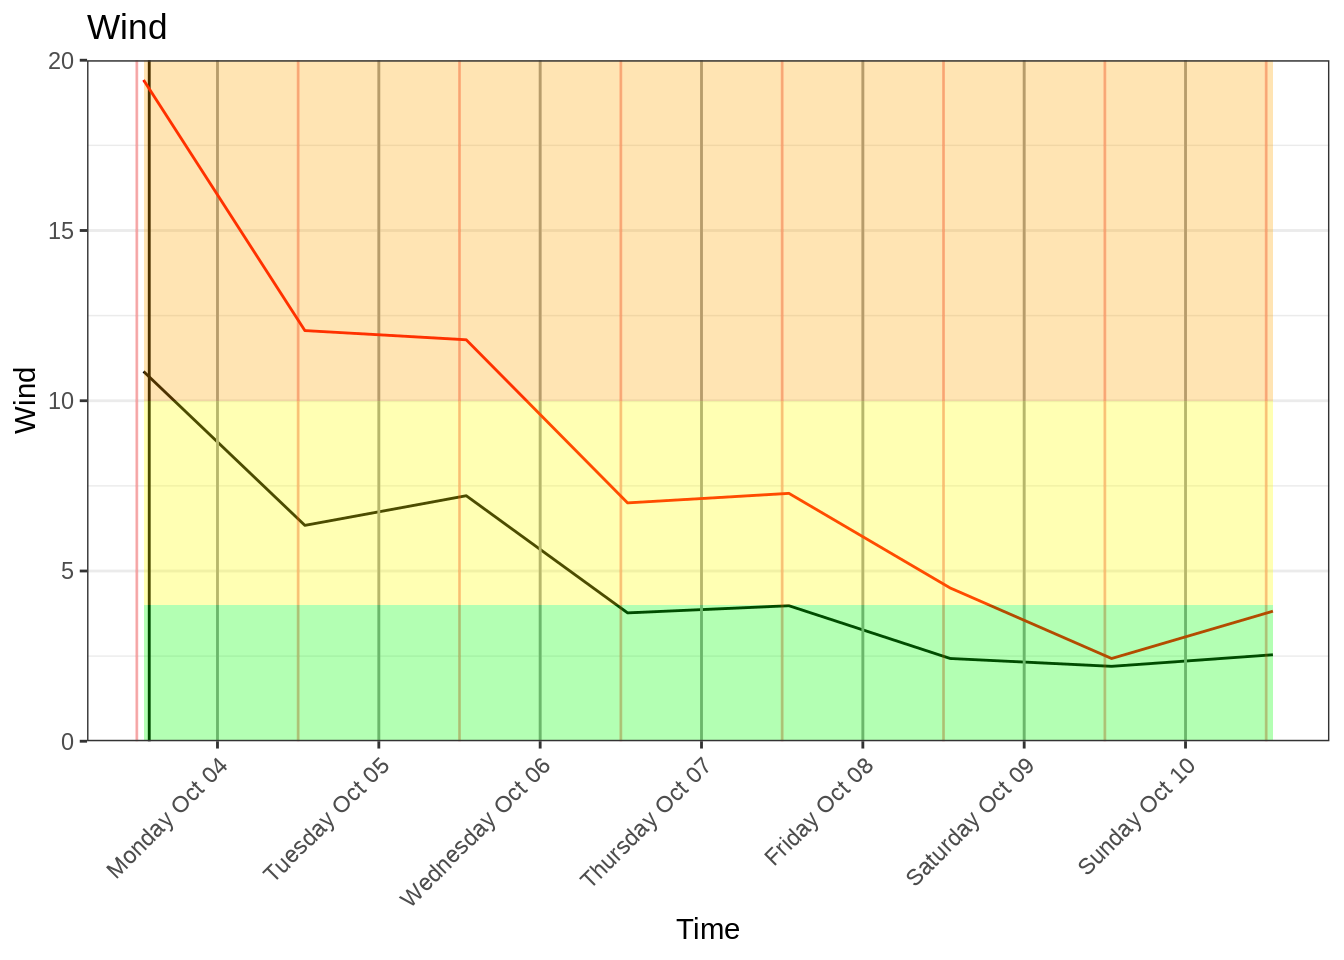 Wind
20
15
10
5
0
Wind
Monday Oct 04
Tuesday Oct 05
Wednesday Oct 06
Thursday Oct 07
Friday Oct 08
Saturday Oct 09
Sunday Oct 10
Time